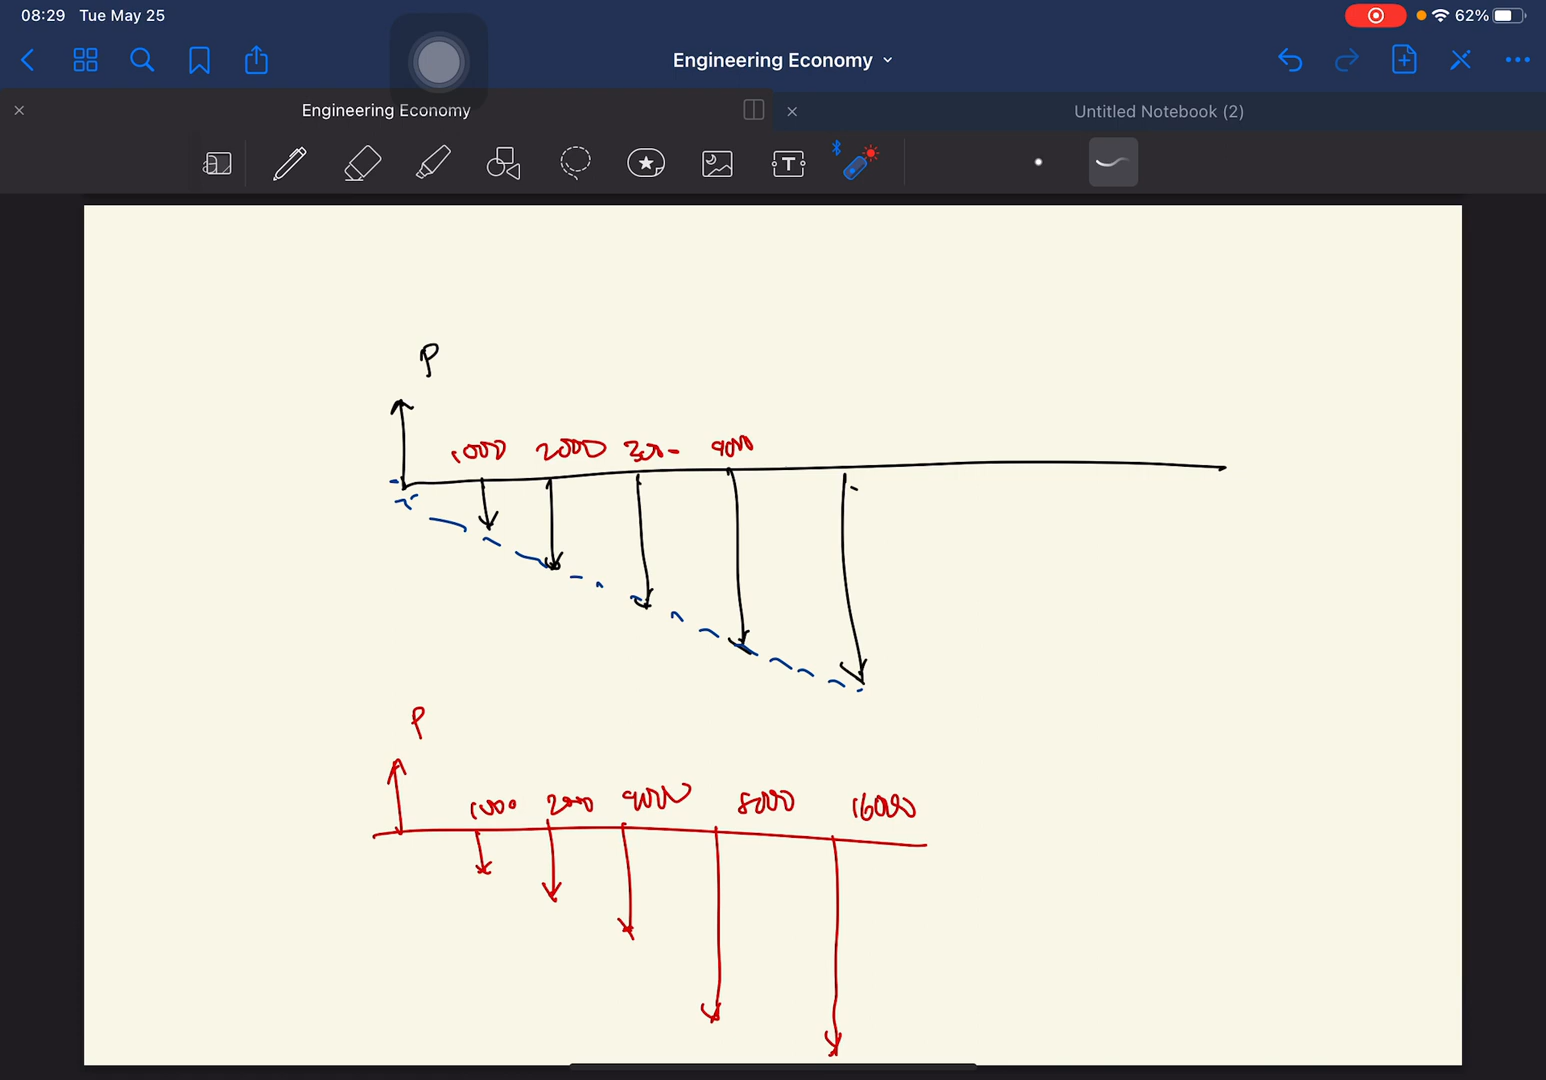 08:29 Tue May 25
62%
Engineering Economy
Engineering Economy
Untitled Notebook (2)
T
P
1000 2000 300- 4000
P
1000 2000 4000 8000 16000